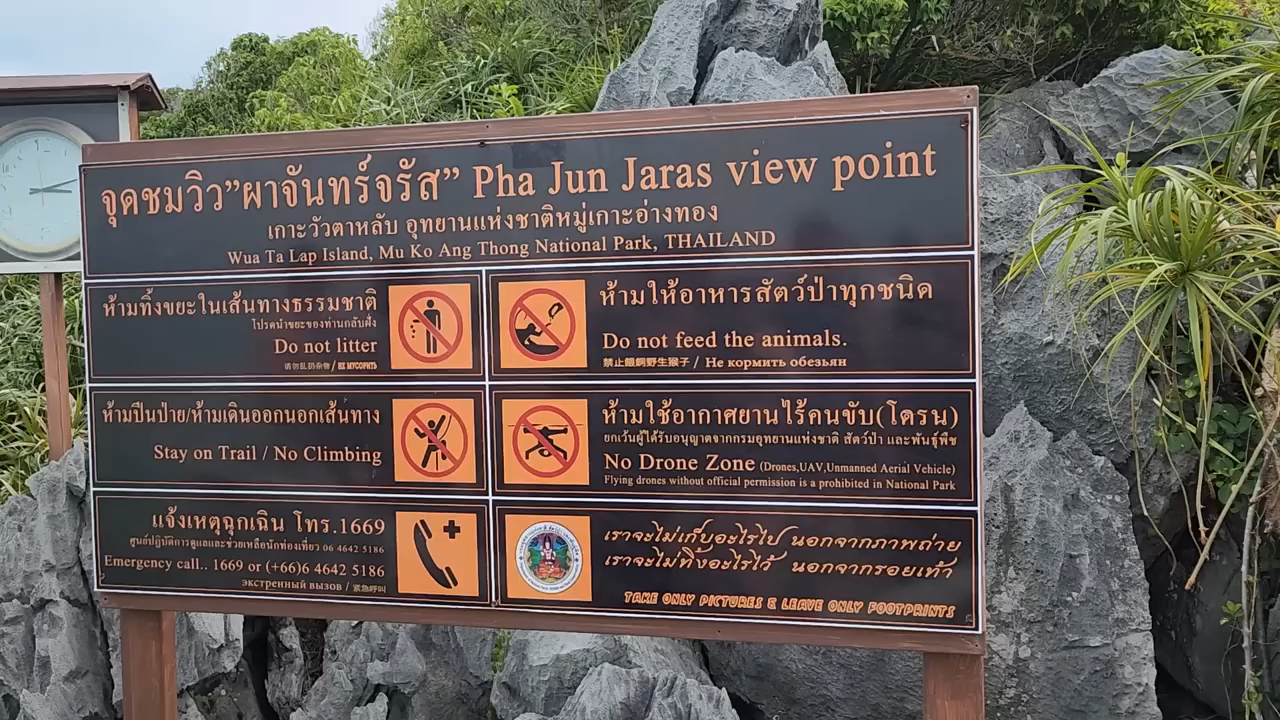 จุดชมวิว"ผาจันทร์จรัส" Pha Jun Jaras view point
เกาะวัวตาหลับ อุทยานแห่งชาติหมู่เกาะอ่างทอง
Wua Ta Lap Island, Mu Ko Ang Thong National Park, THAILAND
ห้ามทิ้งขยะในเส้นทางธรรมชาติ
โปรดนำขยะของท่านกลับฝั่ง
Do not litter
请勿乱扔杂物 / НЕ МУСОРИТЬ
ห้ามให้อาหารสัตว์ป่าทุกชนิด
Do not feed the animals.
禁止餵飼野生猴子 / Не кормить обезьян
ห้ามปีนป่าย/ห้ามเดินออกนอกเส้นทาง
Stay on Trail / No Climbing
ห้ามใช้อากาศยานไร้คนขับ(โดรน)
ยกเว้นผู้ได้รับอนุญาตจากกรมอุทยานแห่งชาติ สัตว์ป่า และพันธุ์พืช
No Drone Zone (Drones,UAV,Unmanned Aerial Vehicle)
Flying drones without official permission is a prohibited in National Park
แจ้งเหตุฉุกเฉิน โทร.1669
ศูนย์ปฏิบัติการดูแลและช่วยเหลือนักท่องเที่ยว 06 4642 5186
Emergency call.. 1669 or (+66)6 4642 5186
экстренный вызов / 紧急呼叫
เราจะไม่เก็บอะไรไป นอกจากภาพถ่าย
เราจะไม่ทิ้งอะไรไว้ นอกจากรอยเท้า
TAKE ONLY PICTURES & LEAVE ONLY FOOTPRINTS